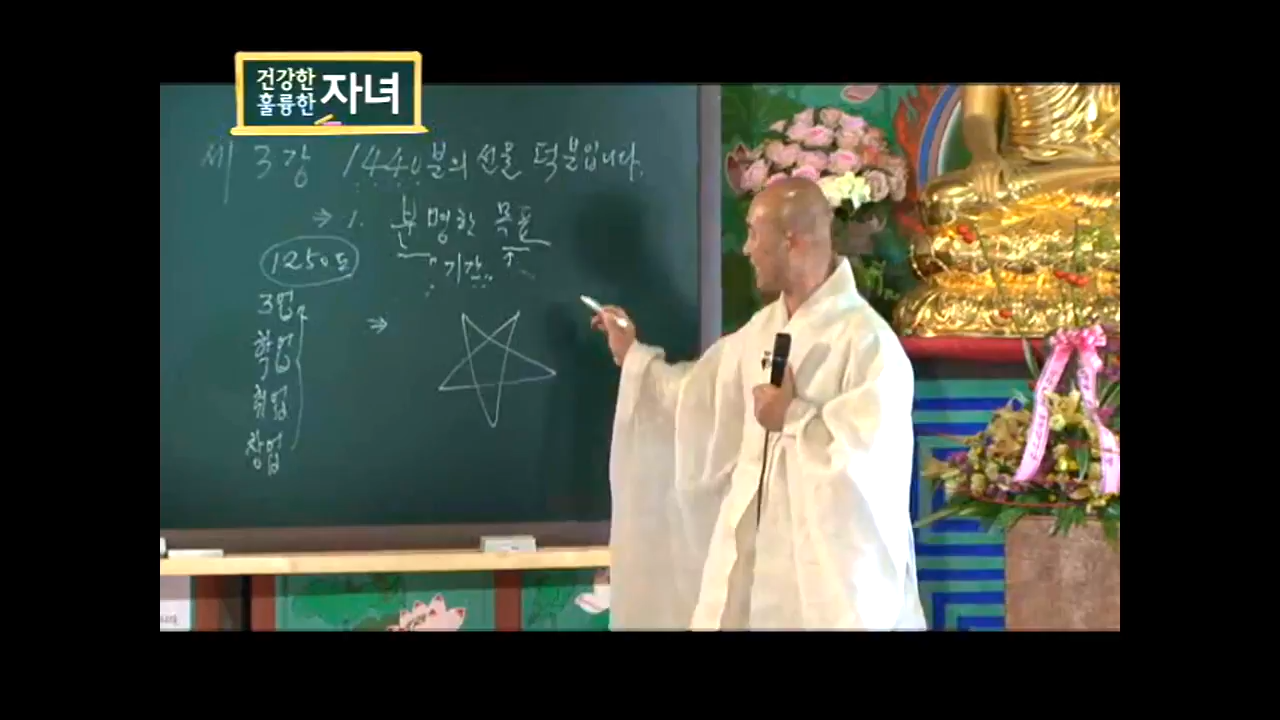 건강한
훌륭한 자녀
제 3강 1440분의 선물 덕분입니다.
⇒ 1. 분명한 목표
기간
1250도
3업
⇒
학업
취업
창업